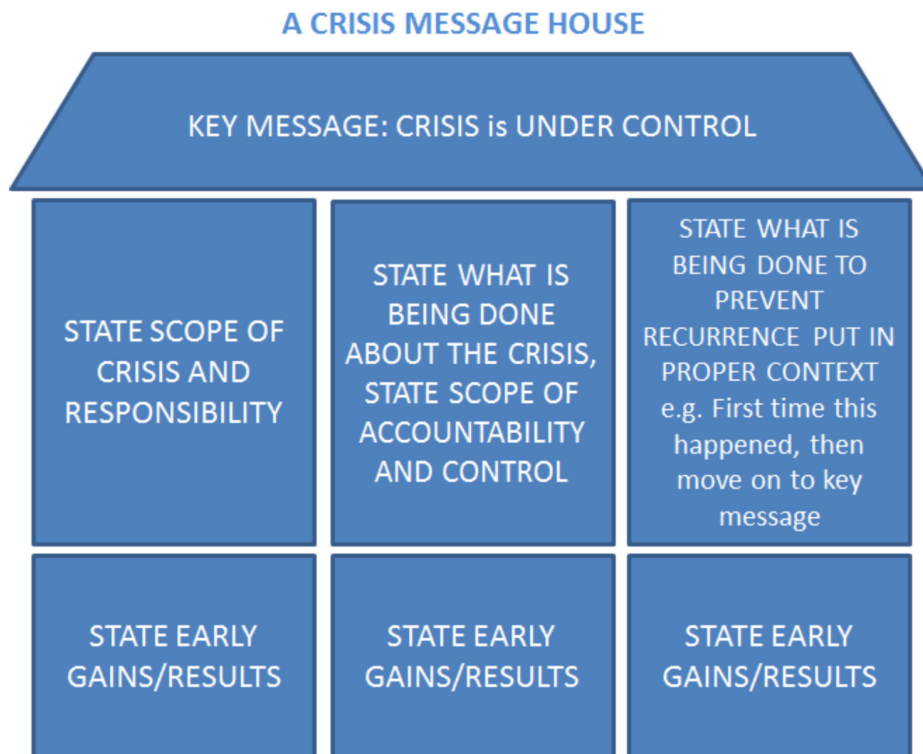 A CRISIS MESSAGE HOUSE
KEY MESSAGE: CRISIS is UNDER CONTROL
STATE SCOPE OF
CRISIS AND
RESPONSIBILITY
STATE WHAT IS
BEING DONE
ABOUT THE CRISIS,
STATE SCOPE OF
ACCOUNTABILITY
AND CONTROL
STATE WHAT IS
BEING DONE TO
PREVENT
RECURRENCE PUT IN
PROPER CONTEXT
e.g. First time this
happened, then
move on to key
message
STATE EARLY
GAINS/RESULTS
STATE EARLY
GAINS/RESULTS
STATE EARLY
GAINS/RESULTS